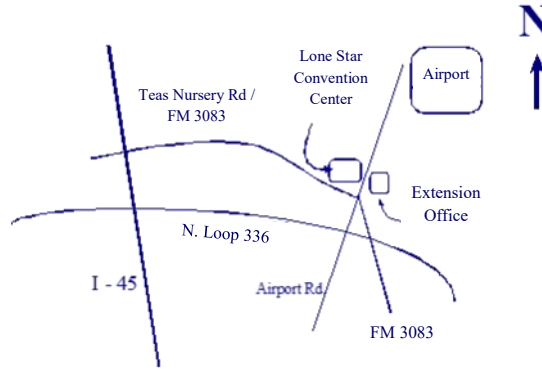 N
Lone Star
Convention
Center
Airport
Teas Nursery Rd /
FM 3083
Extension
Office
N. Loop 336
I - 45
Airport Rd.
FM 3083